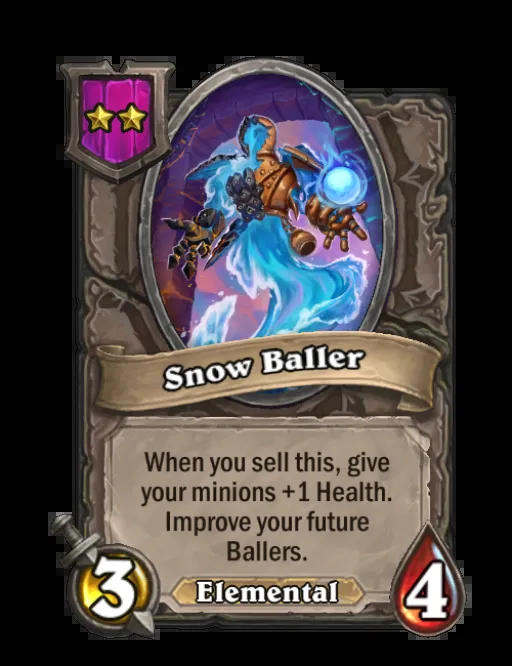 Snow Baller
When you sell this, give
your minions +1 Health.
Improve your future
Ballers.
3
Elemental
4